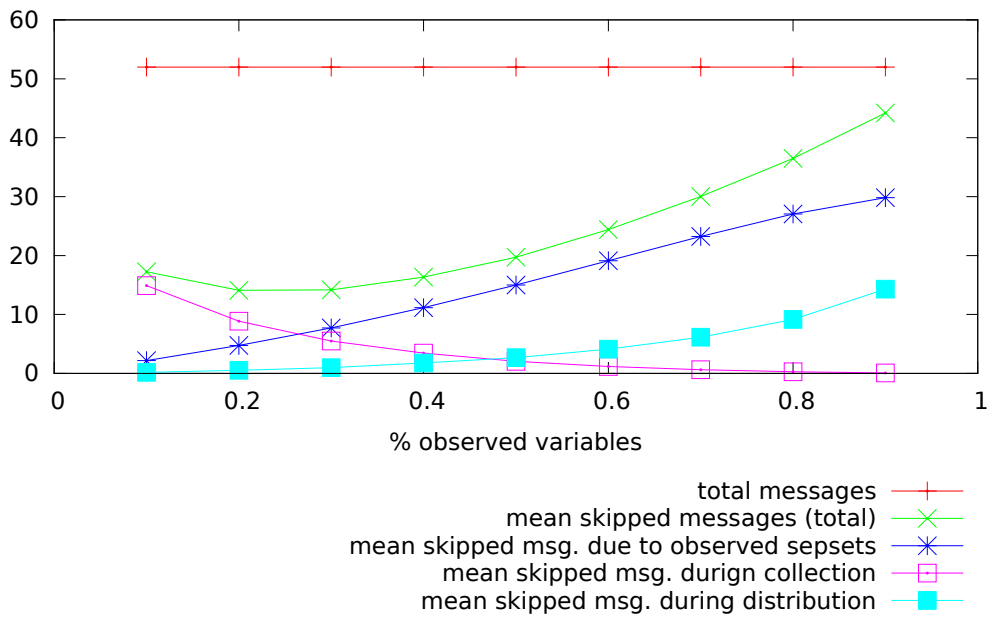 60
50
40
30
20
10
0
0 0.2 0.4 0.6 0.8 1
% observed variables
total messages
mean skipped messages (total)
mean skipped msg. due to observed sepsets
mean skipped msg. durign collection
mean skipped msg. during distribution